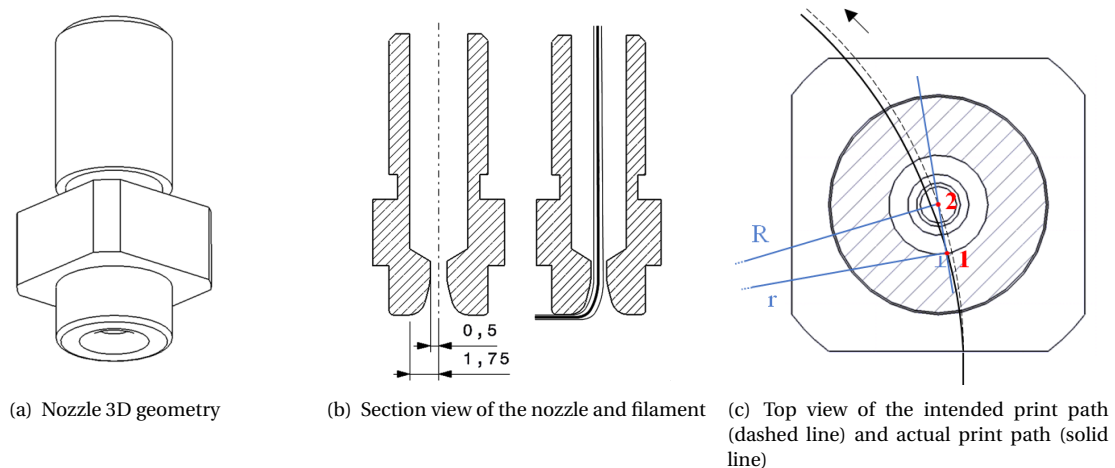 0,5
1,75
2
R
1
r
(a) Nozzle 3D geometry
(b) Section view of the nozzle and filament
(c) Top view of the intended print path
(dashed line) and actual print path (solid
line)